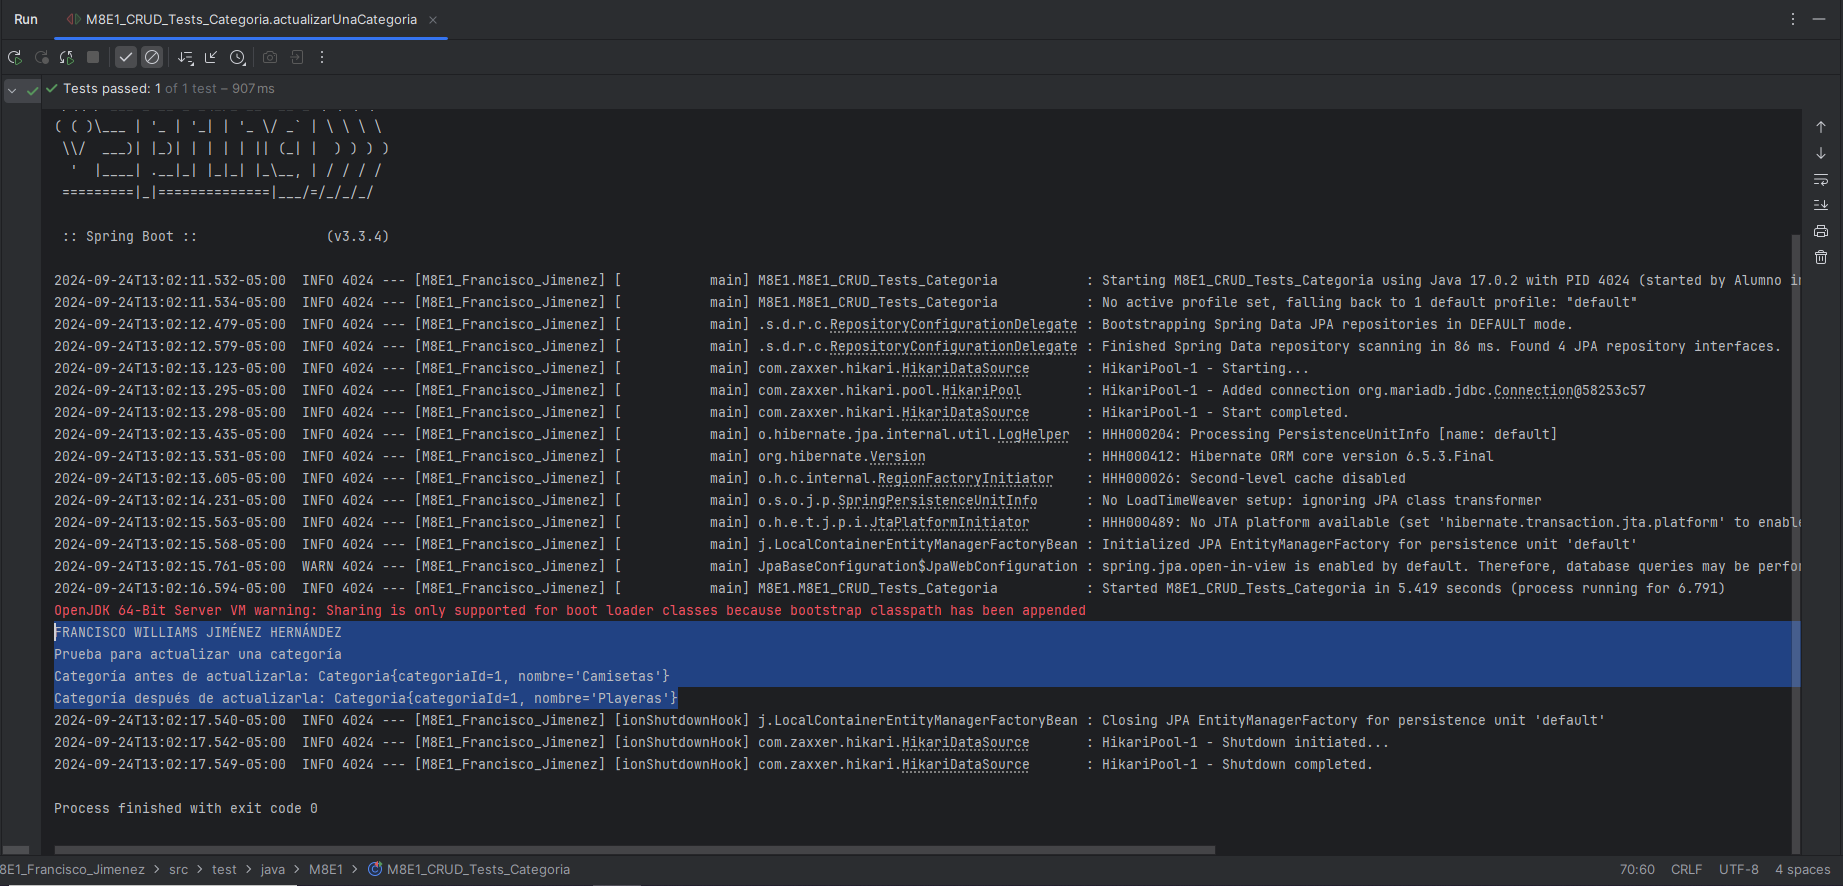 Run M8E1_CRUD_Tests_Categoria.actualizarUnaCategoria
Tests passed: 1 of 1 test – 907 ms
( ( )\___ | '_ | '_| | '_ \/ _` | \ \ \ \
 \\/  ___)| |_)| | | | | || (_| |  ) ) ) )
  '  |____| .__|_| |_|_| |_\__, | / / / /
 =========|_|==============|___/=/_/_/_/
 :: Spring Boot ::                (v3.3.4)
2024-09-24T13:02:11.532-05:00  INFO 4024 --- [M8E1_Francisco_Jimenez] [           main] M8E1.M8E1_CRUD_Tests_Categoria           : Starting M8E1_CRUD_Tests_Categoria using Java 17.0.2 with PID 4024 (started by Alumno in
2024-09-24T13:02:11.534-05:00  INFO 4024 --- [M8E1_Francisco_Jimenez] [           main] M8E1.M8E1_CRUD_Tests_Categoria           : No active profile set, falling back to 1 default profile: "default"
2024-09-24T13:02:12.479-05:00  INFO 4024 --- [M8E1_Francisco_Jimenez] [           main] .s.d.r.c.RepositoryConfigurationDelegate : Bootstrapping Spring Data JPA repositories in DEFAULT mode.
2024-09-24T13:02:12.579-05:00  INFO 4024 --- [M8E1_Francisco_Jimenez] [           main] .s.d.r.c.RepositoryConfigurationDelegate : Finished Spring Data repository scanning in 86 ms. Found 4 JPA repository interfaces.
2024-09-24T13:02:13.123-05:00  INFO 4024 --- [M8E1_Francisco_Jimenez] [           main] com.zaxxer.hikari.HikariDataSource       : HikariPool-1 - Starting...
2024-09-24T13:02:13.295-05:00  INFO 4024 --- [M8E1_Francisco_Jimenez] [           main] com.zaxxer.hikari.pool.HikariPool        : HikariPool-1 - Added connection org.mariadb.jdbc.Connection@58253c57
2024-09-24T13:02:13.298-05:00  INFO 4024 --- [M8E1_Francisco_Jimenez] [           main] com.zaxxer.hikari.HikariDataSource       : HikariPool-1 - Start completed.
2024-09-24T13:02:13.435-05:00  INFO 4024 --- [M8E1_Francisco_Jimenez] [           main] o.hibernate.jpa.internal.util.LogHelper  : HHH000204: Processing PersistenceUnitInfo [name: default]
2024-09-24T13:02:13.531-05:00  INFO 4024 --- [M8E1_Francisco_Jimenez] [           main] org.hibernate.Version                    : HHH000412: Hibernate ORM core version 6.5.3.Final
2024-09-24T13:02:13.605-05:00  INFO 4024 --- [M8E1_Francisco_Jimenez] [           main] o.h.c.internal.RegionFactoryInitiator    : HHH000026: Second-level cache disabled
2024-09-24T13:02:14.231-05:00  INFO 4024 --- [M8E1_Francisco_Jimenez] [           main] o.s.o.j.p.SpringPersistenceUnitInfo      : No LoadTimeWeaver setup: ignoring JPA class transformer
2024-09-24T13:02:15.563-05:00  INFO 4024 --- [M8E1_Francisco_Jimenez] [           main] o.h.e.t.j.p.i.JtaPlatformInitiator       : HHH000489: No JTA platform available (set 'hibernate.transaction.jta.platform' to enable
2024-09-24T13:02:15.568-05:00  INFO 4024 --- [M8E1_Francisco_Jimenez] [           main] j.LocalContainerEntityManagerFactoryBean : Initialized JPA EntityManagerFactory for persistence unit 'default'
2024-09-24T13:02:15.761-05:00  WARN 4024 --- [M8E1_Francisco_Jimenez] [           main] JpaBaseConfiguration$JpaWebConfiguration : spring.jpa.open-in-view is enabled by default. Therefore, database queries may be perfo
2024-09-24T13:02:16.594-05:00  INFO 4024 --- [M8E1_Francisco_Jimenez] [           main] M8E1.M8E1_CRUD_Tests_Categoria           : Started M8E1_CRUD_Tests_Categoria in 5.419 seconds (process running for 6.791)
OpenJDK 64-Bit Server VM warning: Sharing is only supported for boot loader classes because bootstrap classpath has been appended
FRANCISCO WILLIAMS JIMÉNEZ HERNÁNDEZ
Prueba para actualizar una categoría
Categoría antes de actualizarla: Categoria{categoriaId=1, nombre='Camisetas'}
Categoría después de actualizarla: Categoria{categoriaId=1, nombre='Playeras'}
2024-09-24T13:02:17.540-05:00  INFO 4024 --- [M8E1_Francisco_Jimenez] [ionShutdownHook] j.LocalContainerEntityManagerFactoryBean : Closing JPA EntityManagerFactory for persistence unit 'default'
2024-09-24T13:02:17.542-05:00  INFO 4024 --- [M8E1_Francisco_Jimenez] [ionShutdownHook] com.zaxxer.hikari.HikariDataSource       : HikariPool-1 - Shutdown initiated...
2024-09-24T13:02:17.549-05:00  INFO 4024 --- [M8E1_Francisco_Jimenez] [ionShutdownHook] com.zaxxer.hikari.HikariDataSource       : HikariPool-1 - Shutdown completed.
Process finished with exit code 0
8E1_Francisco_Jimenez > src > test > java > M8E1 > M8E1_CRUD_Tests_Categoria 70:60 CRLF UTF-8 4 spaces